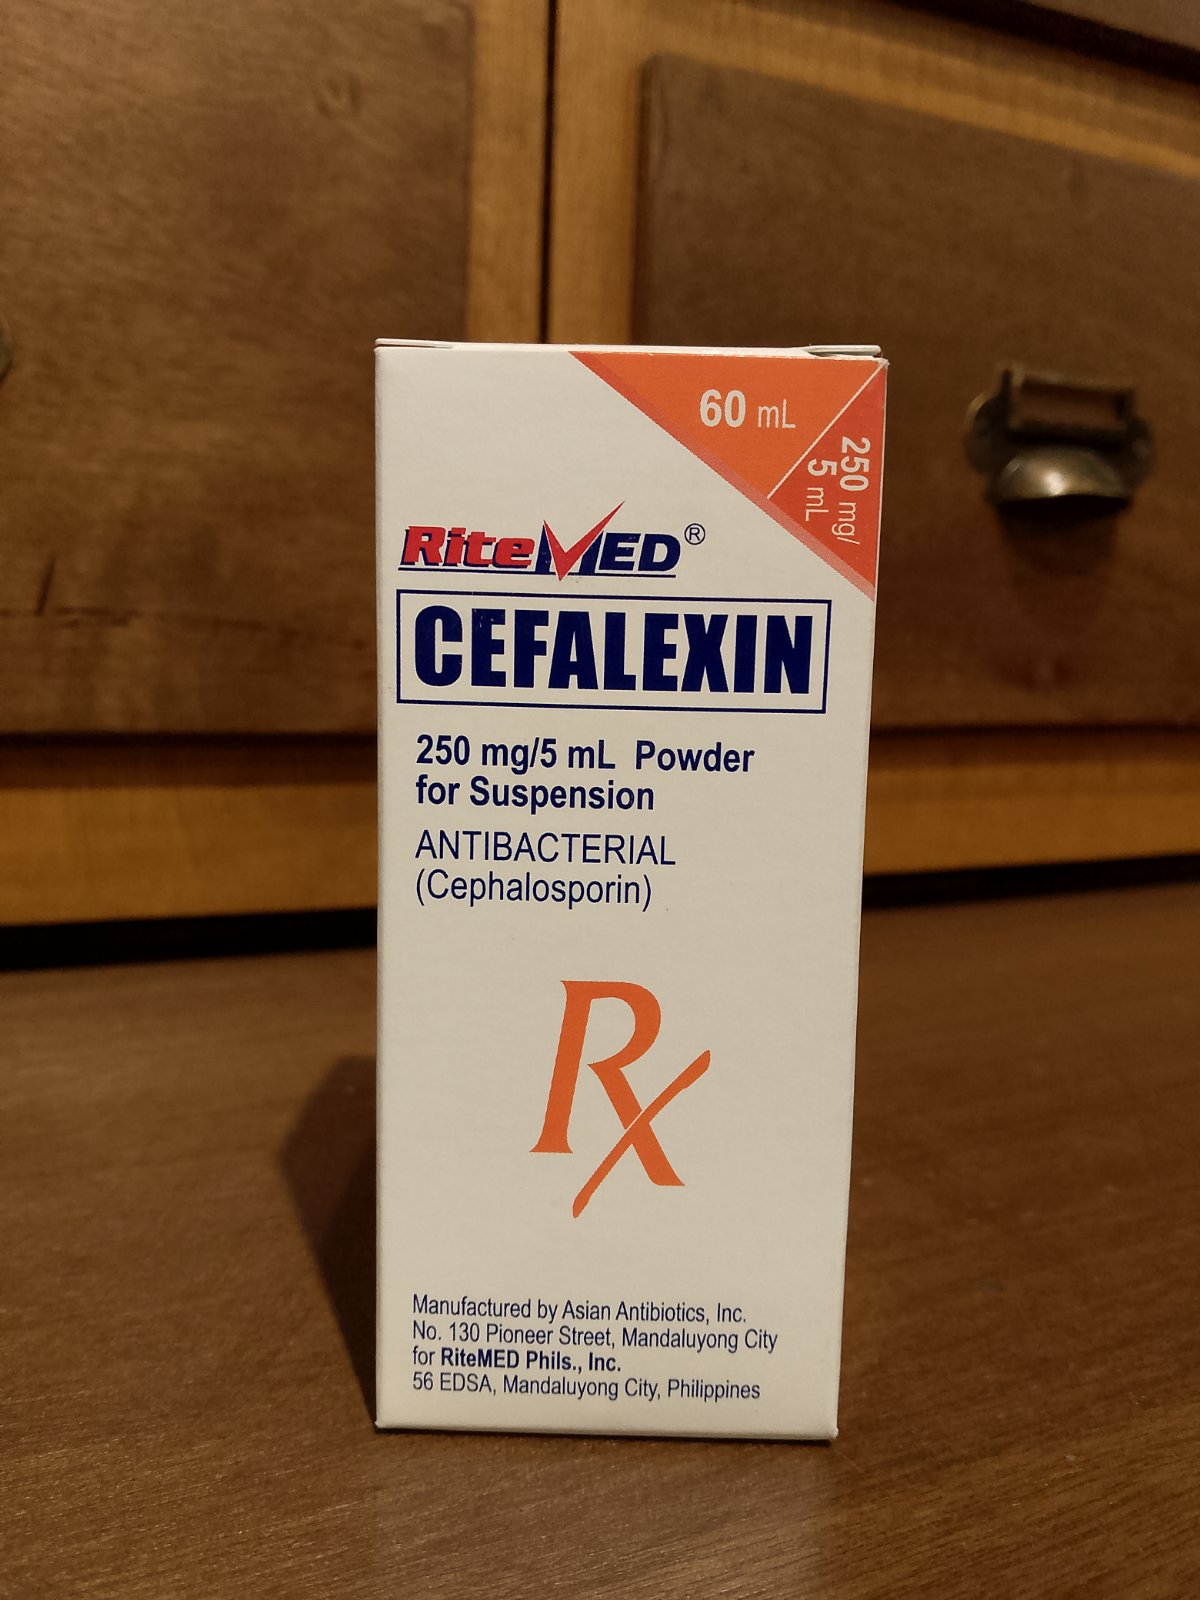 60 mL
250 mg/
5 mL
RiteMED®
CEFALEXIN
250 mg/5 mL Powder
for Suspension
ANTIBACTERIAL
(Cephalosporin)
Rx
Manufactured by Asian Antibiotics, Inc.
No. 130 Pioneer Street, Mandaluyong City
for RiteMED Phils., Inc.
56 EDSA, Mandaluyong City, Philippines